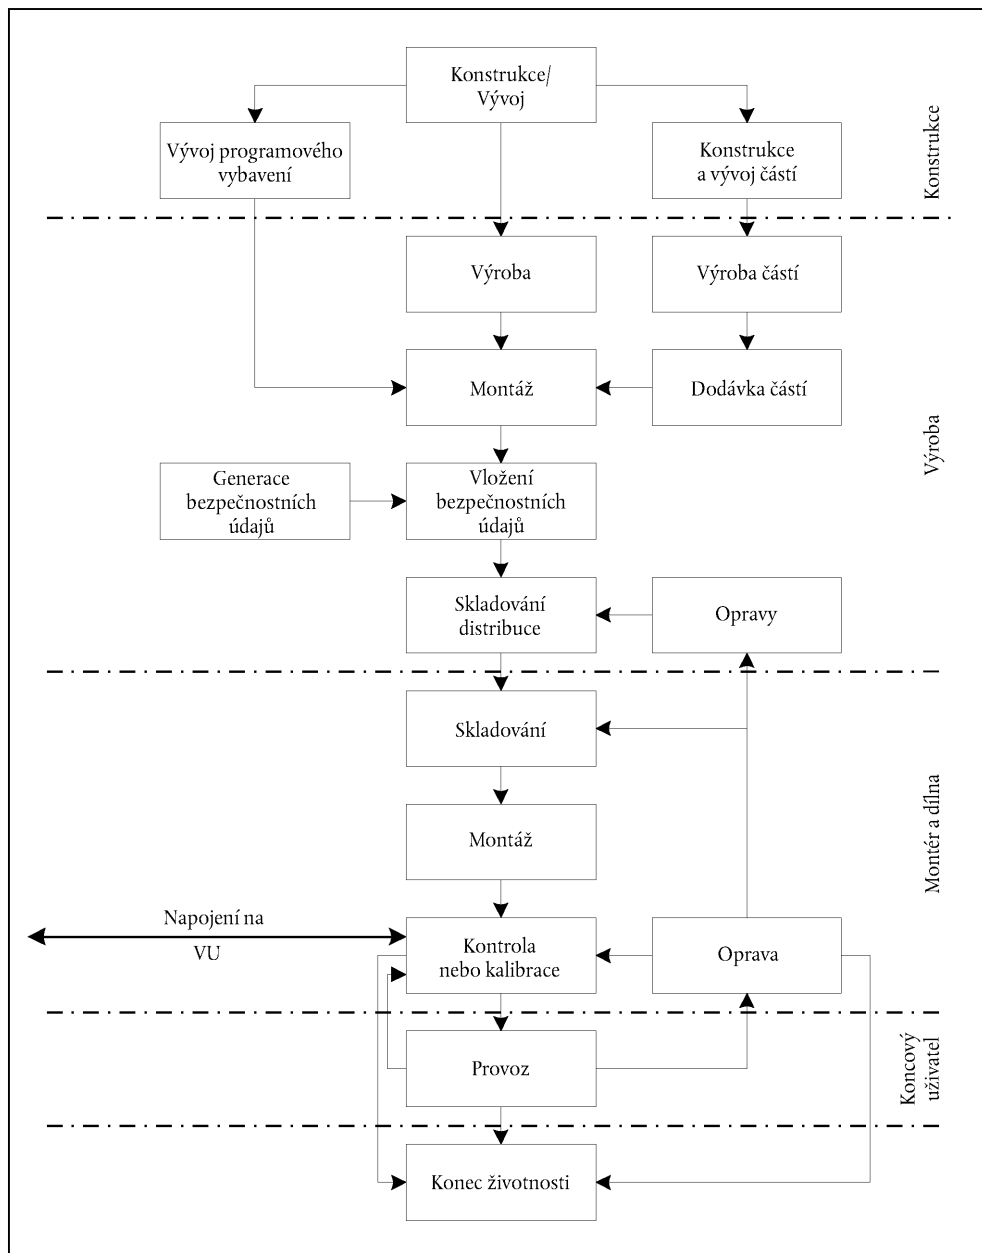 Konstrukce/
Vývoj
Vývoj programového
vybavení
Konstrukce
a vývoj částí
Konstrukce
Výroba
Výroba částí
Montáž
Dodávka částí
Výroba
Generace
bezpečnostních
údajů
Vložení
bezpečnostních
údajů
Skladování
distribuce
Opravy
Skladování
Montáž
Montér a dílna
Napojení na
VU
Kontrola
nebo kalibrace
Oprava
Provoz
Koncový
uživatel
Konec životnosti